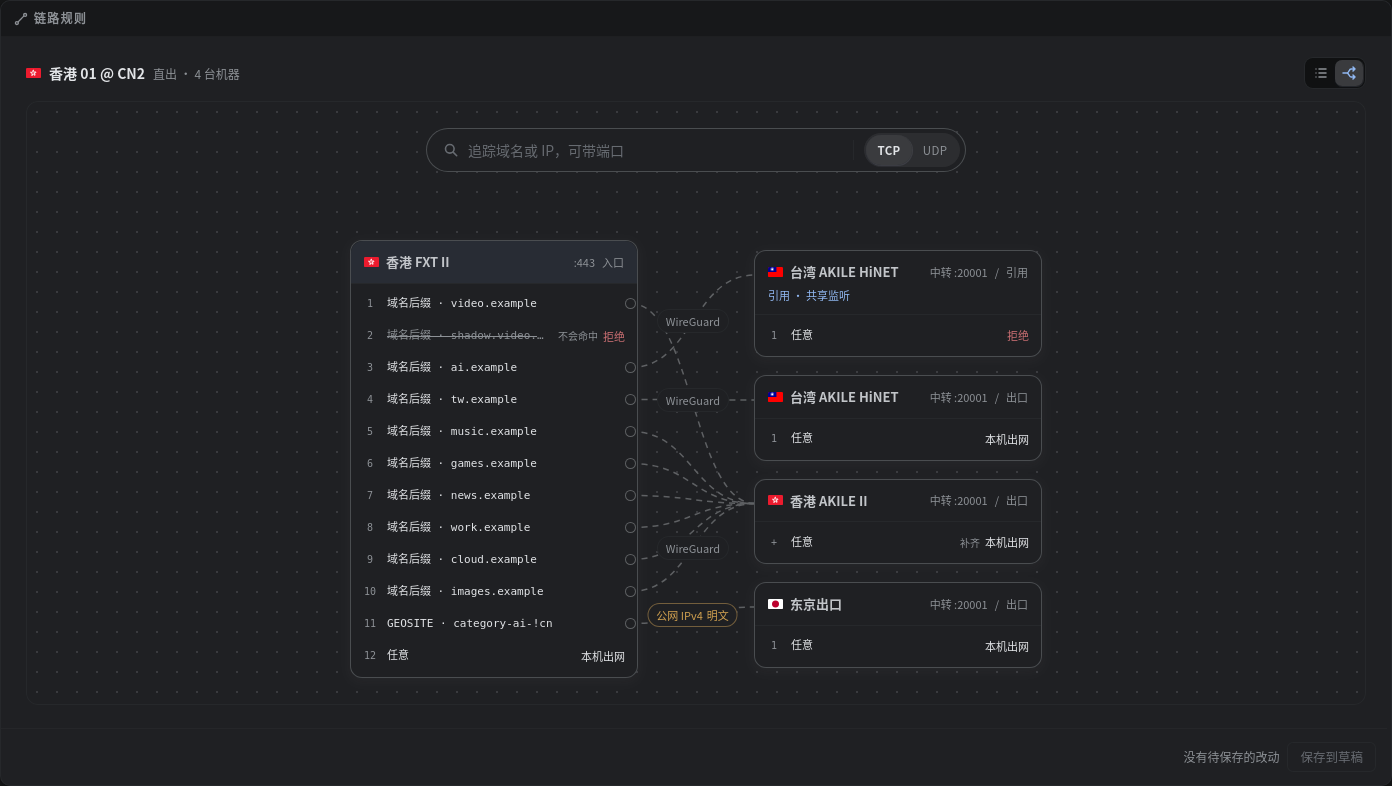 链路规则
香港 01 @ CN2 直出 · 4 台机器
追踪域名或 IP，可带端口 TCP UDP
香港 FXT II :443 入口
1 域名后缀 · video.example
2 域名后缀 · shadow.video.… 不会命中 拒绝
3 域名后缀 · ai.example
4 域名后缀 · tw.example
5 域名后缀 · music.example
6 域名后缀 · games.example
7 域名后缀 · news.example
8 域名后缀 · work.example
9 域名后缀 · cloud.example
10 域名后缀 · images.example
11 GEOSITE · category-ai-!cn
12 任意 本机出网
WireGuard
WireGuard
WireGuard
公网 IPv4 明文
台湾 AKILE HiNET 中转 :20001 / 引用
引用 · 共享监听
1 任意 拒绝
台湾 AKILE HiNET 中转 :20001 / 出口
1 任意 本机出网
香港 AKILE II 中转 :20001 / 出口
+ 任意 补齐 本机出网
东京出口 中转 :20001 / 出口
1 任意 本机出网
没有待保存的改动 保存到草稿